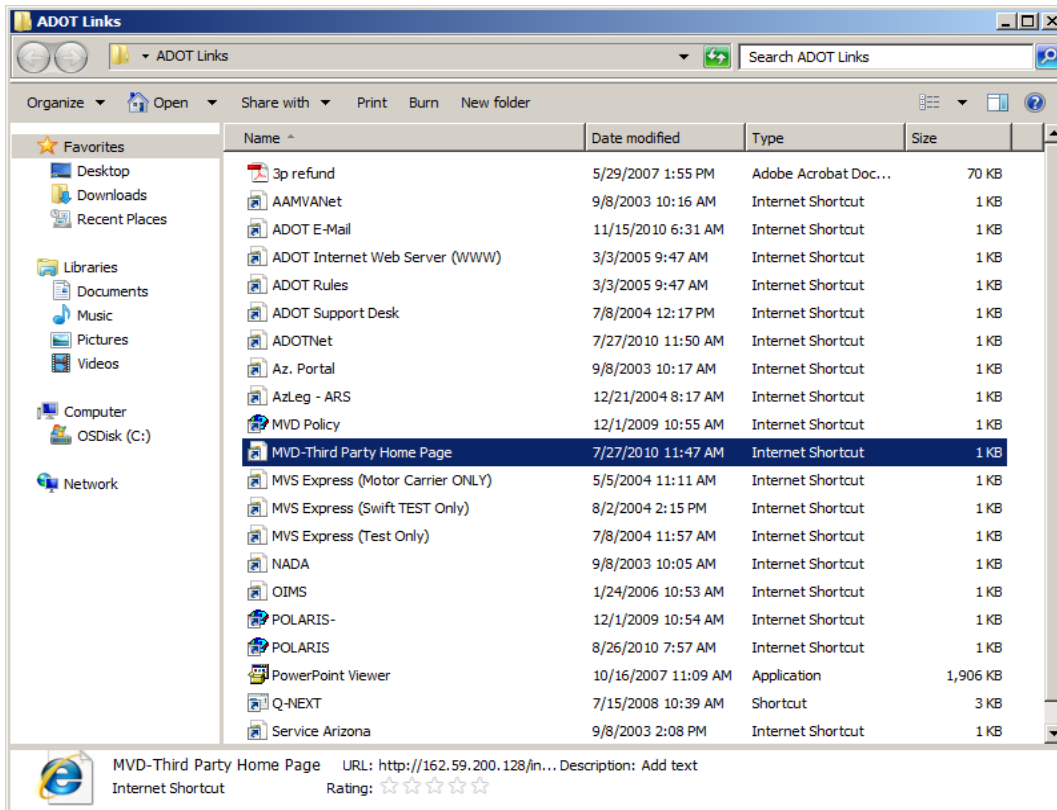 ADOT Links
ADOT Links Search ADOT Links
Organize Open Share with Print Burn New folder
Name Date modified Type Size
Favorites
Desktop
Downloads
Recent Places
Libraries
Documents
Music
Pictures
Videos
Computer
OSDisk (C:)
Network
3p refund 5/29/2007 1:55 PM Adobe Acrobat Doc... 70 KB
AAMVANet 9/8/2003 10:16 AM Internet Shortcut 1 KB
ADOT E-Mail 11/15/2010 6:31 AM Internet Shortcut 1 KB
ADOT Internet Web Server (WWW) 3/3/2005 9:47 AM Internet Shortcut 1 KB
ADOT Rules 3/3/2005 9:47 AM Internet Shortcut 1 KB
ADOT Support Desk 7/8/2004 12:17 PM Internet Shortcut 1 KB
ADOTNet 7/27/2010 11:50 AM Internet Shortcut 1 KB
Az. Portal 9/8/2003 10:17 AM Internet Shortcut 1 KB
AzLeg - ARS 12/21/2004 8:17 AM Internet Shortcut 1 KB
MVD Policy 12/1/2009 10:55 AM Internet Shortcut 1 KB
MVD-Third Party Home Page 7/27/2010 11:47 AM Internet Shortcut 1 KB
MVS Express (Motor Carrier ONLY) 5/5/2004 11:11 AM Internet Shortcut 1 KB
MVS Express (Swift TEST Only) 8/2/2004 2:15 PM Internet Shortcut 1 KB
MVS Express (Test Only) 7/8/2004 11:57 AM Internet Shortcut 1 KB
NADA 9/8/2003 10:05 AM Internet Shortcut 1 KB
OIMS 1/24/2006 10:53 AM Internet Shortcut 1 KB
POLARIS- 12/1/2009 10:54 AM Internet Shortcut 1 KB
POLARIS 8/26/2010 7:57 AM Internet Shortcut 1 KB
PowerPoint Viewer 10/16/2007 11:09 AM Application 1,906 KB
Q-NEXT 7/15/2008 10:39 AM Shortcut 3 KB
Service Arizona 9/8/2003 2:08 PM Internet Shortcut 1 KB
MVD-Third Party Home Page URL: http://162.59.200.128/in... Description: Add text
Internet Shortcut Rating: